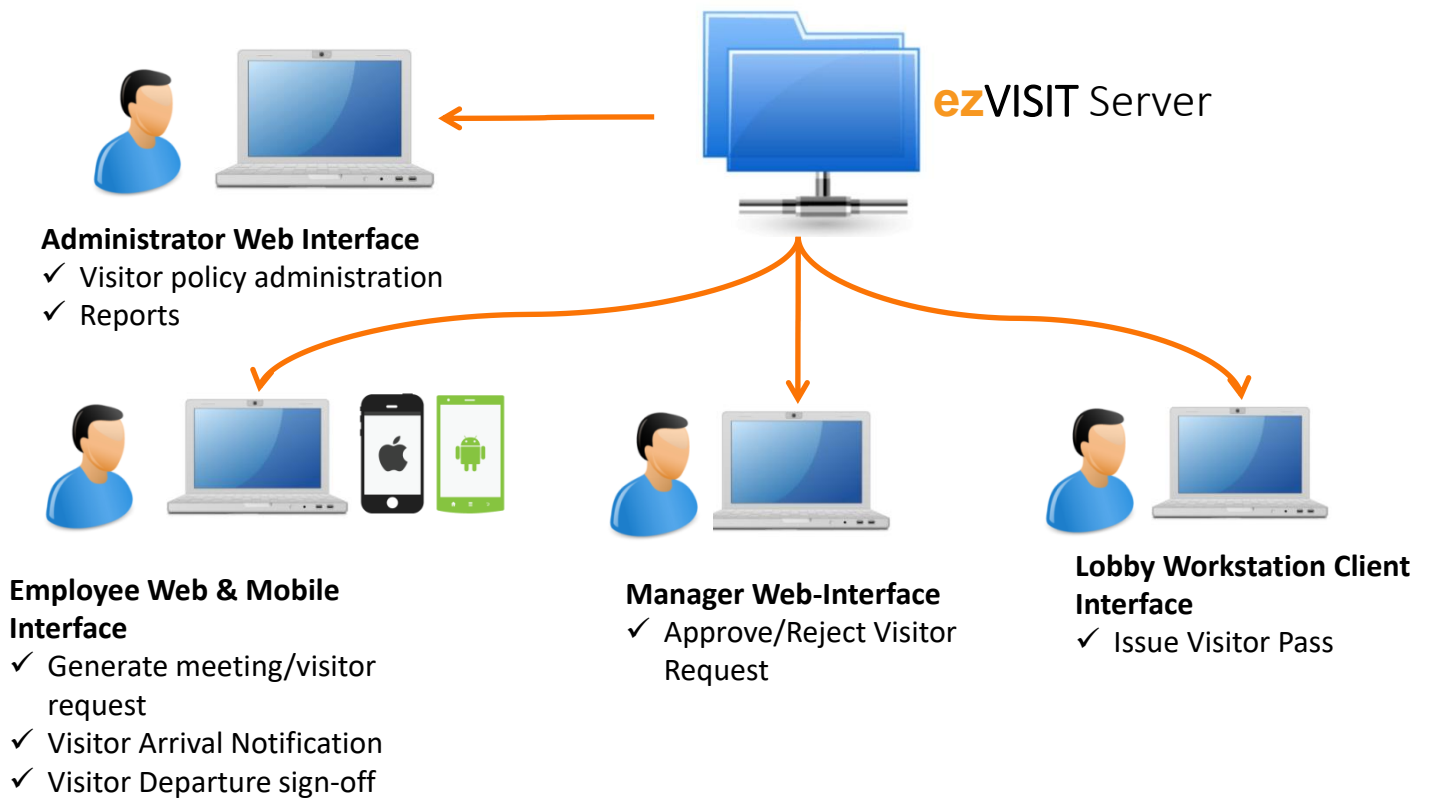 ezVISIT Server
Administrator Web Interface
✓ Visitor policy administration
✓ Reports
Employee Web & Mobile
Interface
✓ Generate meeting/visitor
request
✓ Visitor Arrival Notification
✓ Visitor Departure sign-off
Manager Web-Interface
✓ Approve/Reject Visitor
Request
Lobby Workstation Client
Interface
✓ Issue Visitor Pass